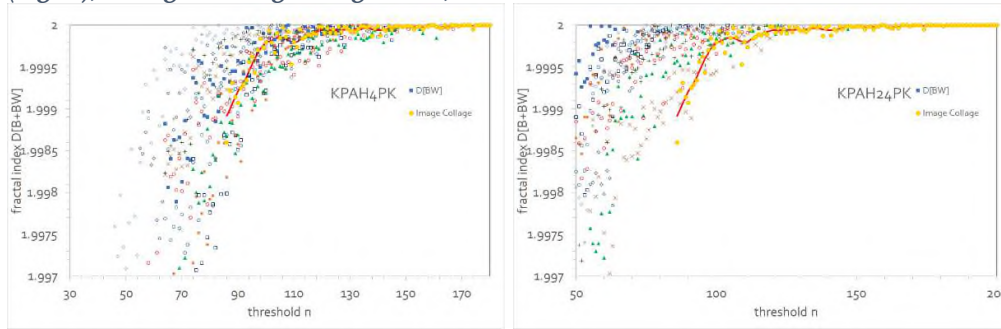 2
1.9995
1.999
1.9985
1.998
1.9975
1.997
fractal index D[B+BW]
KPAH4PK
D[BW]
Image Collage
30 50 70 90 110 130 150 170
threshold n
2
1.9995
1.999
1.9985
1.998
1.9975
1.997
fractal index D[B+BW]
KPAH24PK
D[BW]
Image Collage
50 100 150 200
threshold n